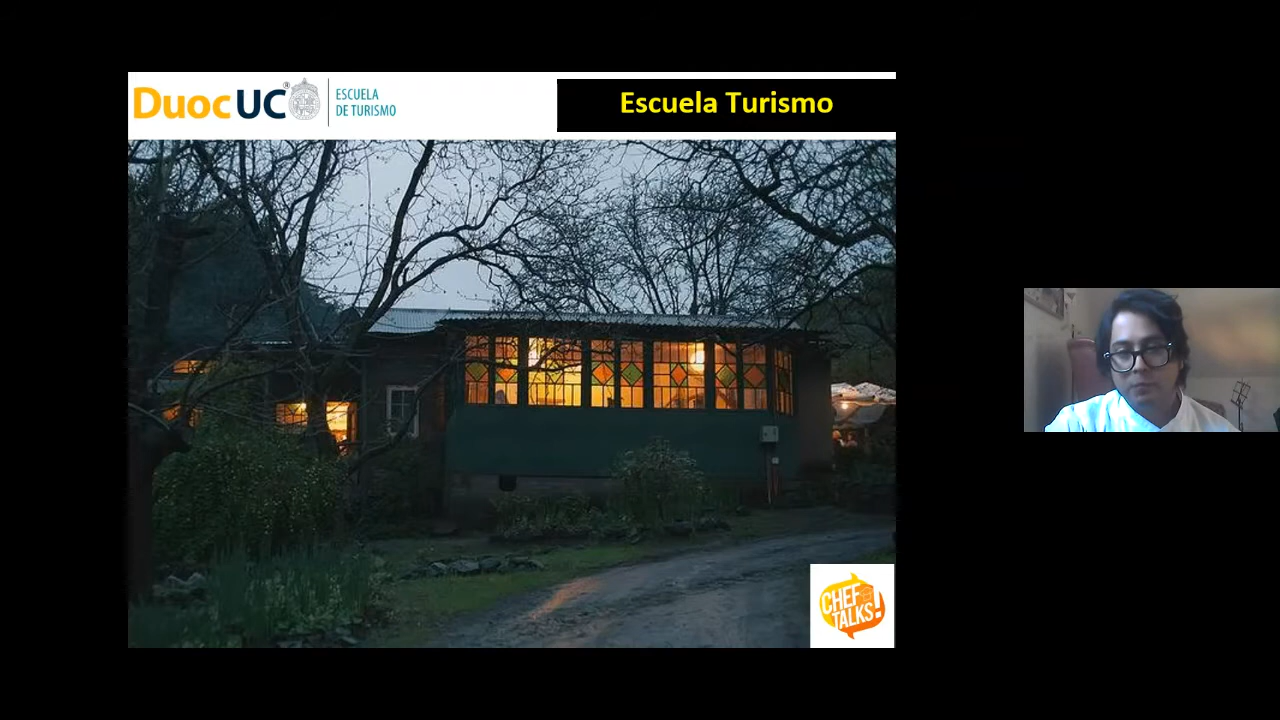 Duoc UC®
ESCUELA
DE TURISMO
Escuela Turismo
CHEF
TALKS!